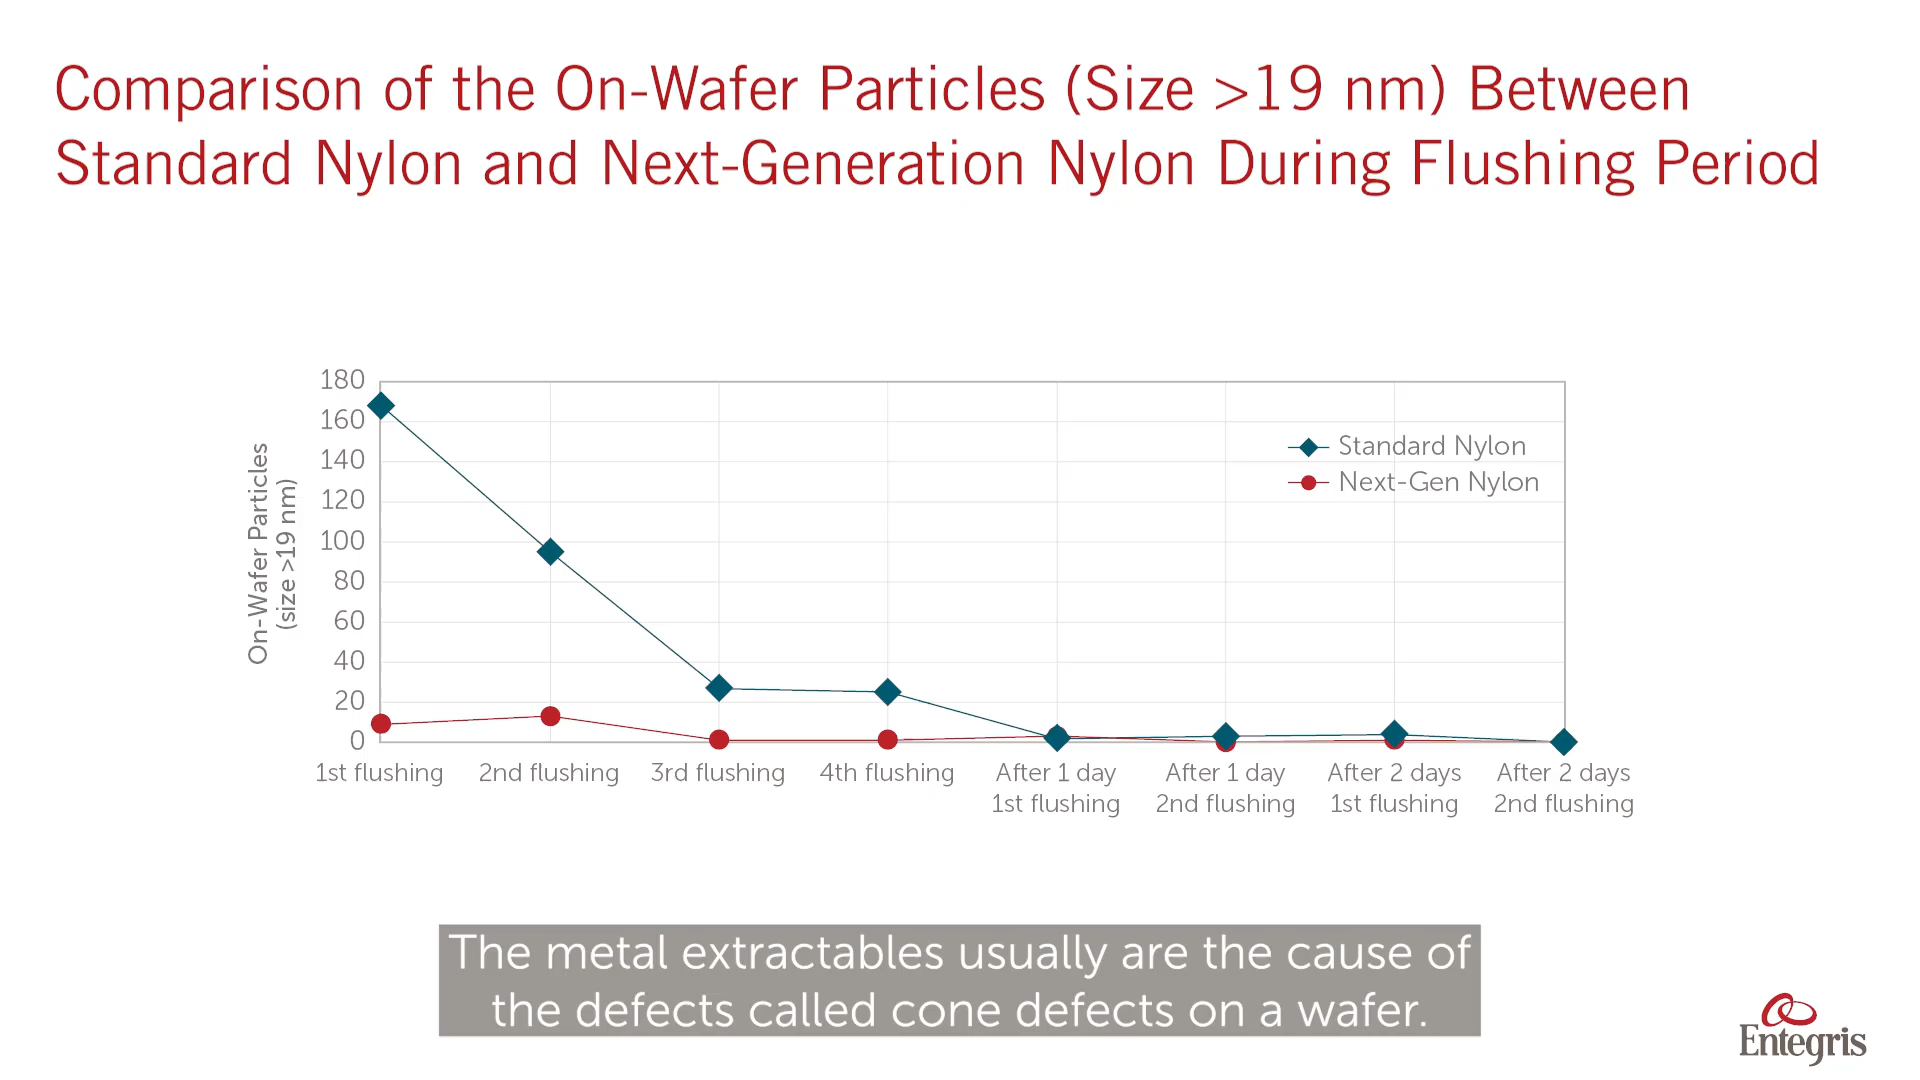 Comparison of the On-Wafer Particles (Size >19 nm) Between
Standard Nylon and Next-Generation Nylon During Flushing Period
On-Wafer Particles
(size >19 nm)
180
160
140
120
100
80
60
40
20
0
Standard Nylon
Next-Gen Nylon
1st flushing
2nd flushing
3rd flushing
4th flushing
After 1 day
1st flushing
After 1 day
2nd flushing
After 2 days
1st flushing
After 2 days
2nd flushing
The metal extractables usually are the cause of
the defects called cone defects on a wafer.
Entegris